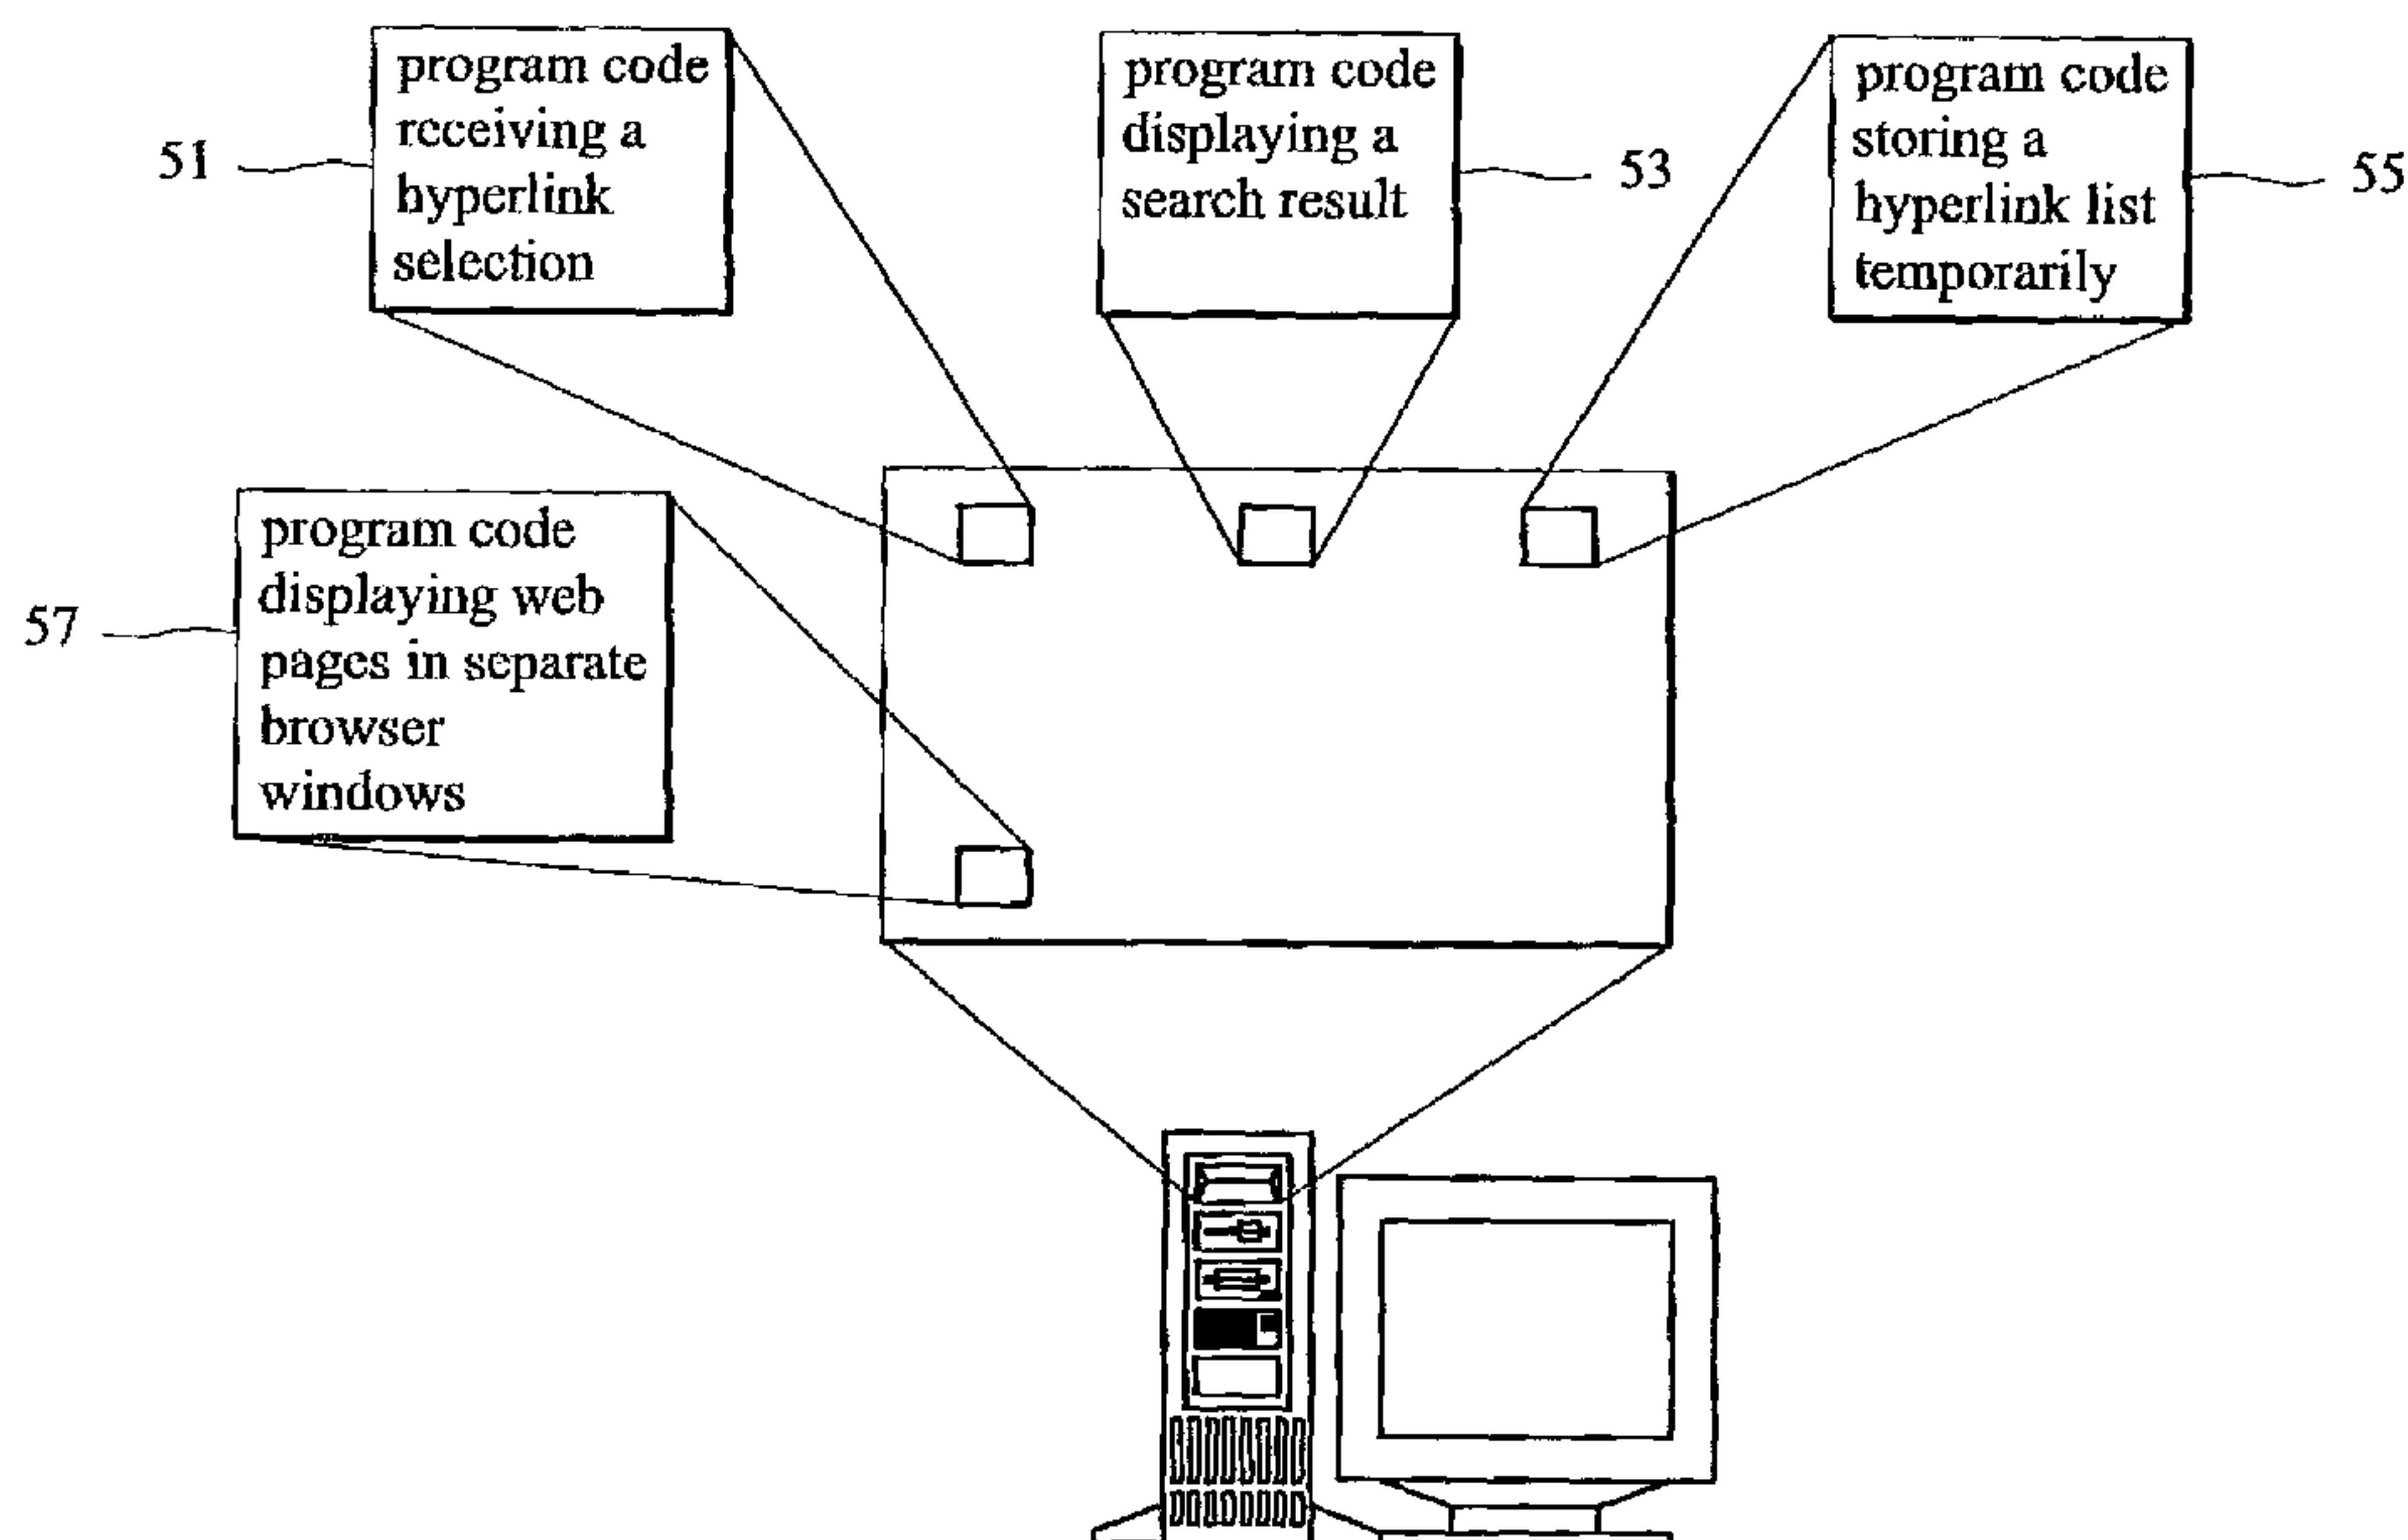 program code
receiving a
hyperlink
selection
51
program code
displaying a
search result
53
program code
storing a
hyperlink list
temporarily
55
program code
displaying web
pages in separate
browser
windows
57